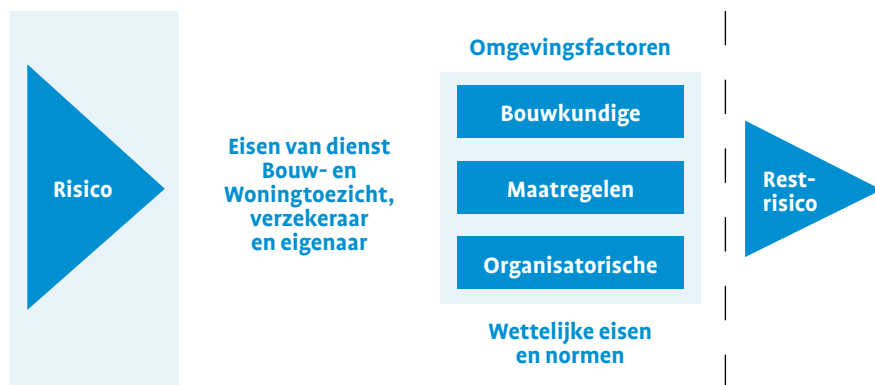 Risico
Eisen van dienst
Bouw- en
Woningtoezicht,
verzekeraar
en eigenaar
Omgevingsfactoren
Bouwkundige
Maatregelen
Organisatorische
Wettelijke eisen
en normen
Rest-
risico